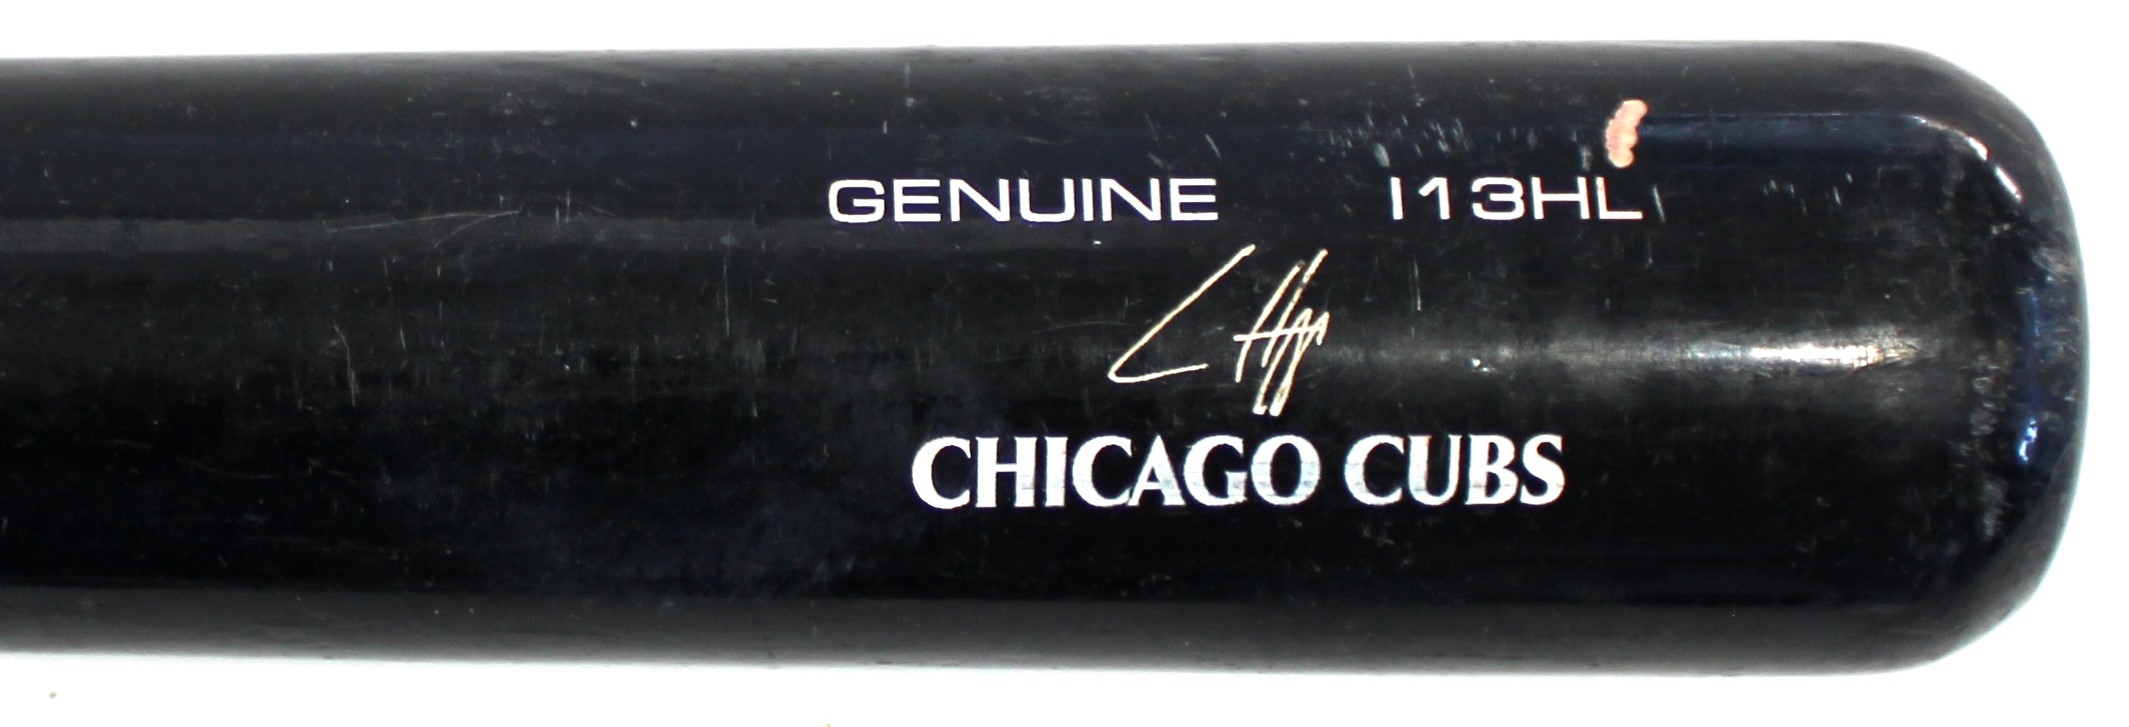 GENUINE I13HL
CHICAGO CUBS